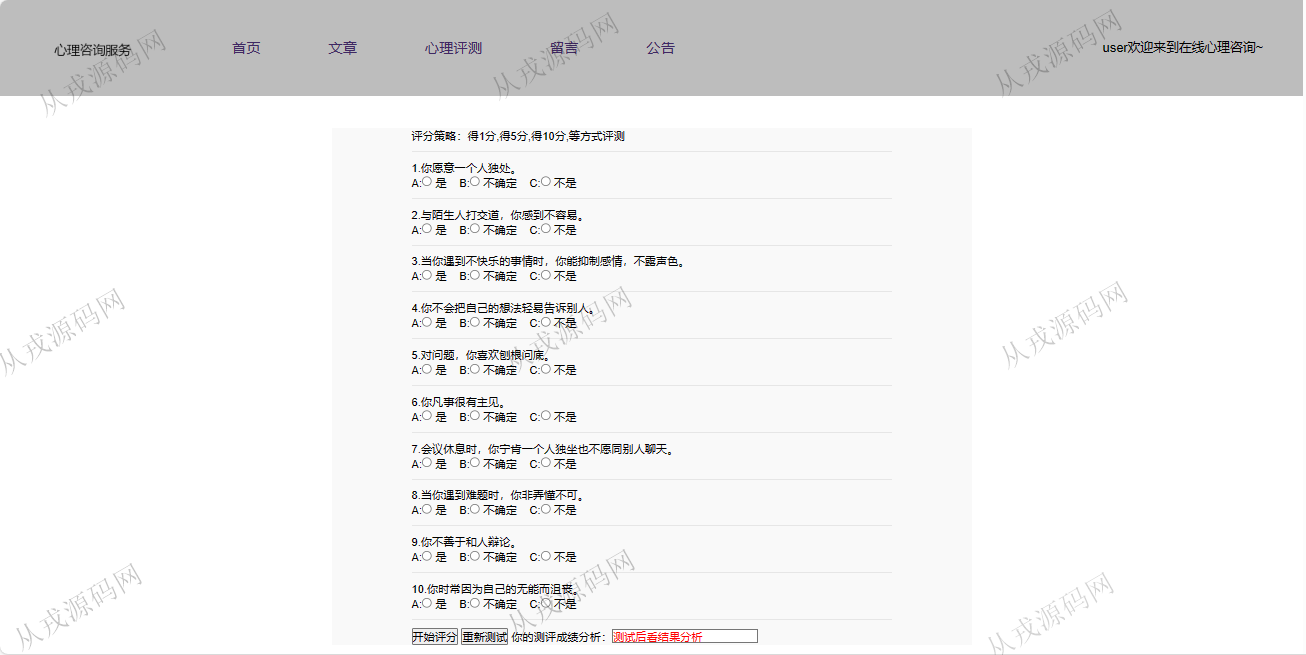 心理咨询服务 首页 文章 心理评测 留言 公告 user欢迎来到在线心理咨询~
评分策略：得1分,得5分,得10分,等方式评测
1.你愿意一个人独处。
A: 是 B: 不确定 C: 不是
2.与陌生人打交道，你感到不容易。
A: 是 B: 不确定 C: 不是
3.当你遇到不快乐的事情时，你能抑制感情，不露声色。
A: 是 B: 不确定 C: 不是
4.你不会把自己的想法轻易告诉别人。
A: 是 B: 不确定 C: 不是
5.对问题，你喜欢刨根问底。
A: 是 B: 不确定 C: 不是
6.你凡事很有主见。
A: 是 B: 不确定 C: 不是
7.会议休息时，你宁肯一个人独坐也不愿同别人聊天。
A: 是 B: 不确定 C: 不是
8.当你遇到难题时，你非弄懂不可。
A: 是 B: 不确定 C: 不是
9.你不善于和人辩论。
A: 是 B: 不确定 C: 不是
10.你时常因为自己的无能而沮丧。
A: 是 B: 不确定 C: 不是
开始评分 重新测试 你的测评成绩分析： 测试后看结果分析
从戎源码网
从戎源码网
从戎源码网
从戎源码网
从戎源码网
从戎源码网
从戎源码网
从戎源码网
从戎源码网